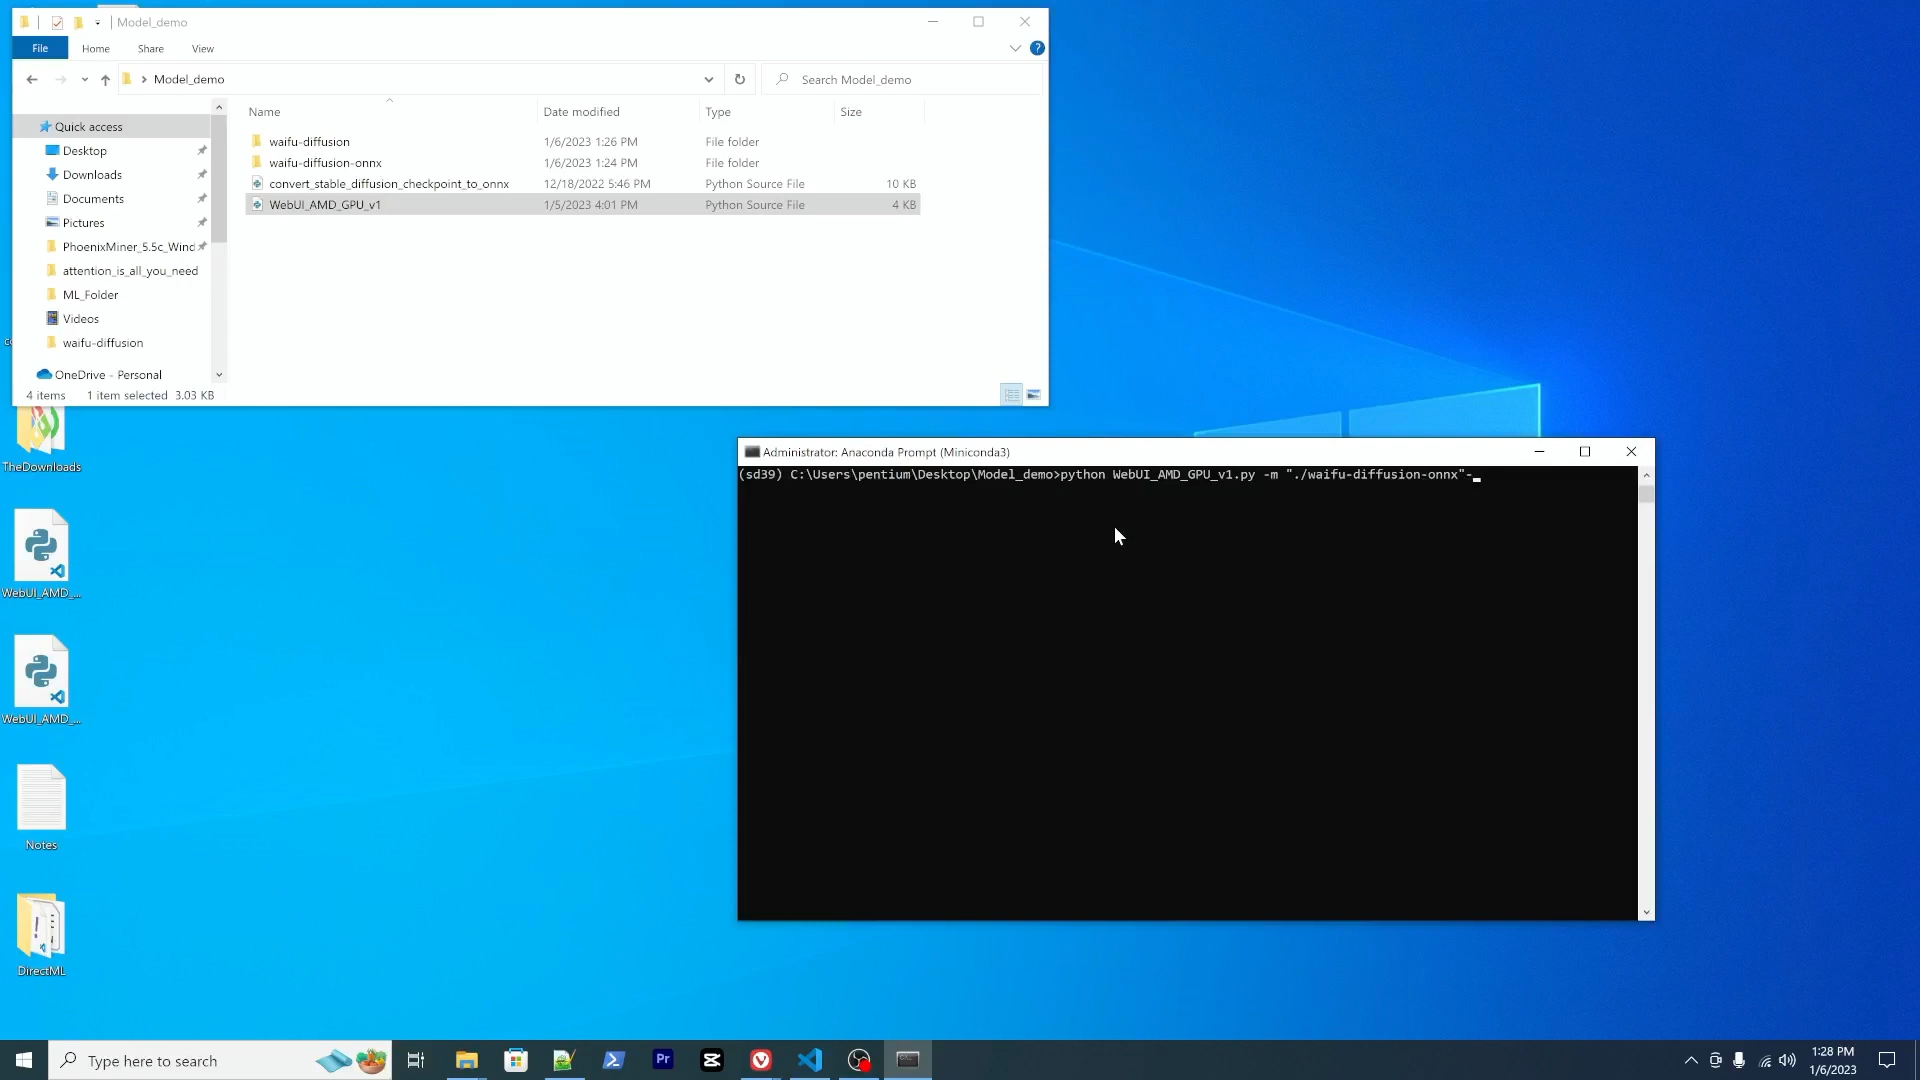 Model_demo
File Home Share View
Model_demo
Search Model_demo
Name Date modified Type Size
Quick access
Desktop
Downloads
Documents
Pictures
PhoenixMiner_5.5c_Wind
attention_is_all_you_need
ML_Folder
Videos
waifu-diffusion
OneDrive - Personal
waifu-diffusion 1/6/2023 1:26 PM File folder
waifu-diffusion-onnx 1/6/2023 1:24 PM File folder
convert_stable_diffusion_checkpoint_to_onnx 12/18/2022 5:46 PM Python Source File 10 KB
WebUI_AMD_GPU_v1 1/5/2023 4:01 PM Python Source File 4 KB
4 items 1 item selected 3.03 KB
TheDownloads
WebUI_AMD_...
WebUI_AMD_...
Notes
DirectML
Administrator: Anaconda Prompt (Miniconda3)
(sd39) C:\Users\pentium\Desktop\Model_demo>python WebUI_AMD_GPU_v1.py -m "./waifu-diffusion-onnx"-
Type here to search
Pr
1:28 PM
1/6/2023